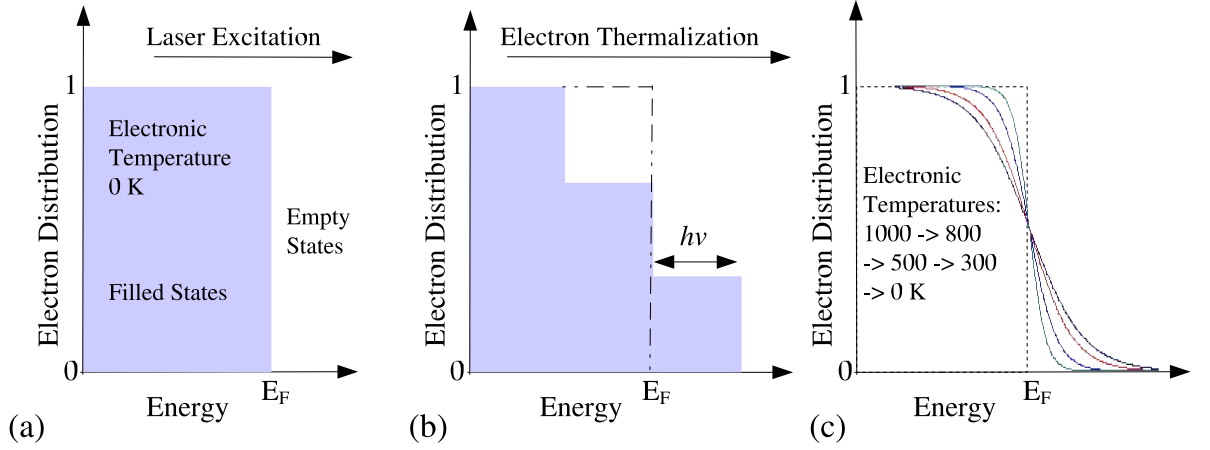 Laser Excitation
1
Electron Distribution
Electronic
Temperature
0 K
Empty
States
Filled States
0
E_F
Energy
(a)
Electron Thermalization
1
Electron Distribution
hν
0
E_F
Energy
(b)
1
Electron Distribution
Electronic
Temperatures:
1000 -> 800
-> 500 -> 300
-> 0 K
0
E_F
Energy
(c)